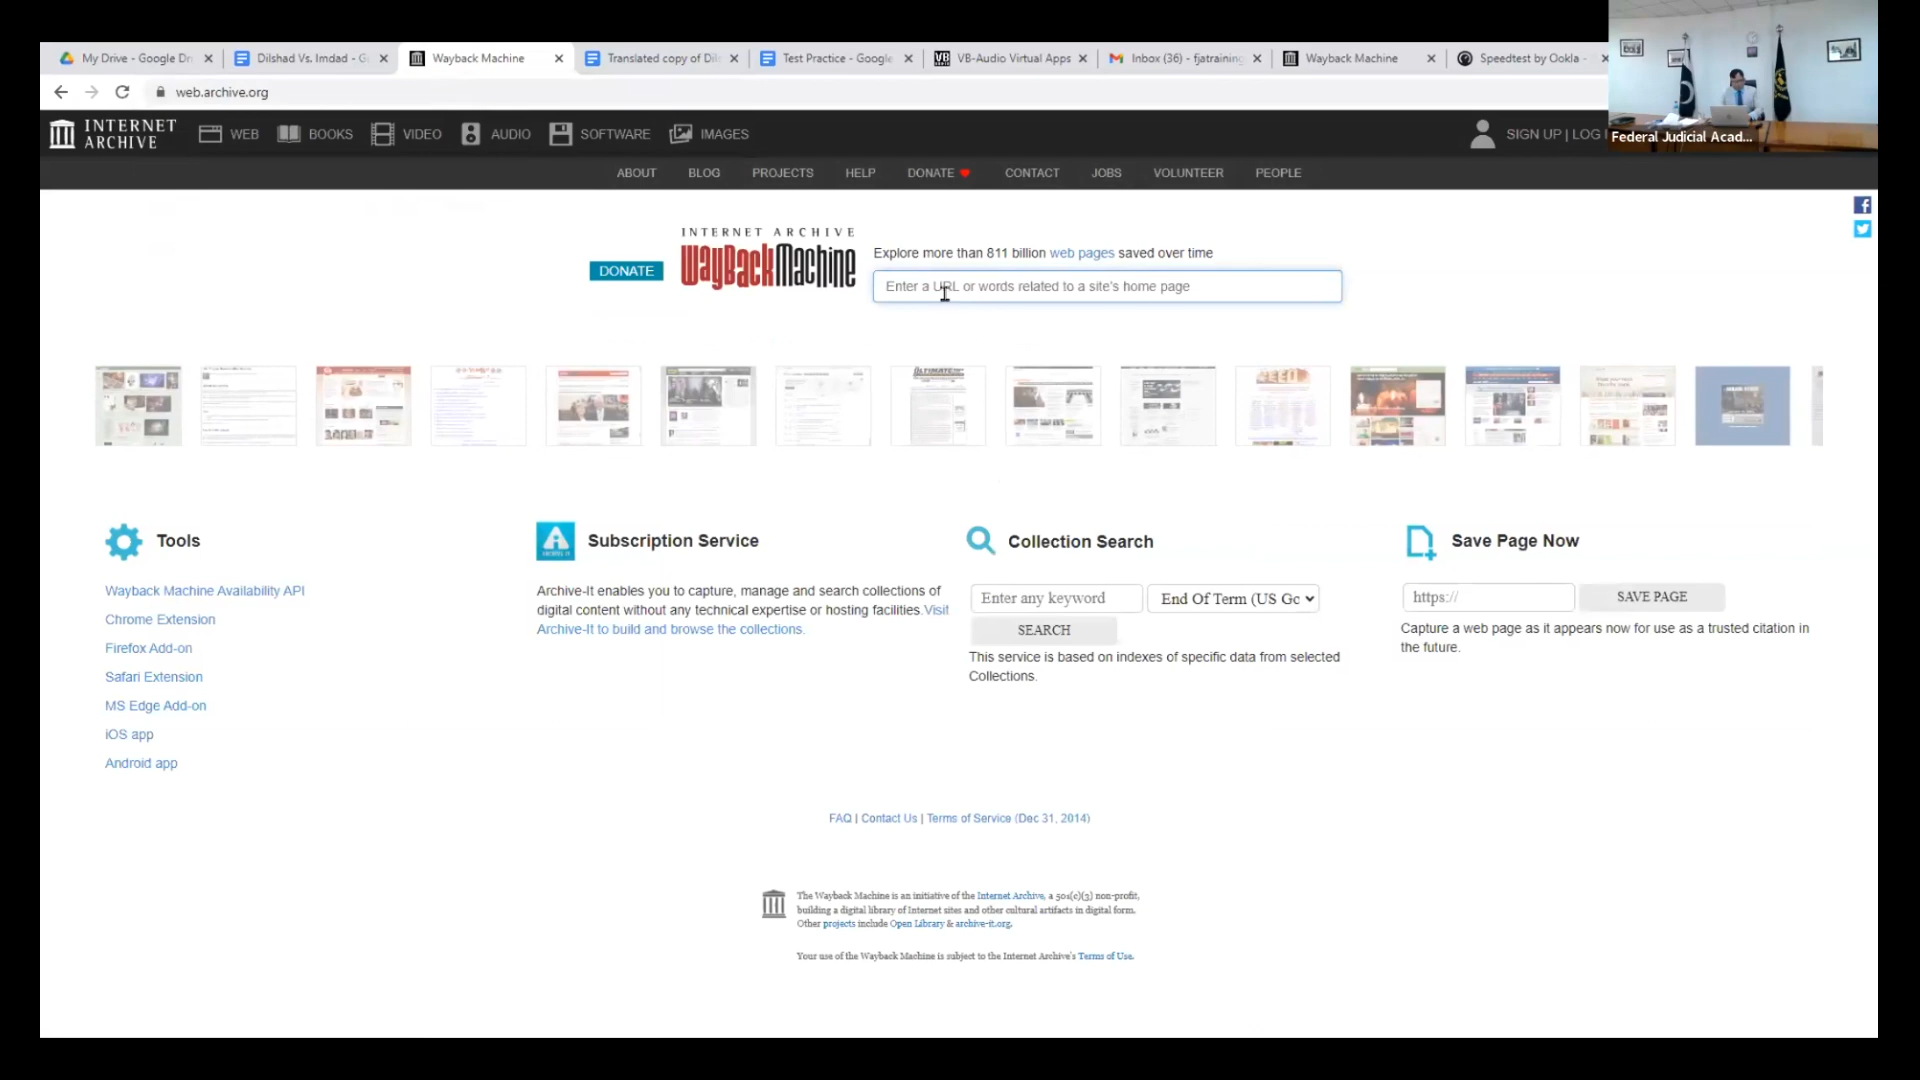 My Drive - Google Dr
Dilshad Vs. Imdad - G
Wayback Machine
Translated copy of Dil
Test Practice - Google
VB-Audio Virtual Apps
Inbox (36) - fjatraining
Wayback Machine
Speedtest by Ookla -
web.archive.org
INTERNET
ARCHIVE
WEB
BOOKS
VIDEO
AUDIO
SOFTWARE
IMAGES
SIGN UP | LOG
Federal Judicial Acad...
ABOUT
BLOG
PROJECTS
HELP
DONATE
CONTACT
JOBS
VOLUNTEER
PEOPLE
DONATE
INTERNET ARCHIVE
WayBackMachine
Explore more than 811 billion web pages saved over time
Enter a URL or words related to a site's home page
Tools
Wayback Machine Availability API
Chrome Extension
Firefox Add-on
Safari Extension
MS Edge Add-on
iOS app
Android app
Subscription Service
Archive-It enables you to capture, manage and search collections of
digital content without any technical expertise or hosting facilities.Visit
Archive-It to build and browse the collections.
Collection Search
Enter any keyword
End Of Term (US Gc
SEARCH
This service is based on indexes of specific data from selected
Collections.
Save Page Now
https://
SAVE PAGE
Capture a web page as it appears now for use as a trusted citation in
the future.
FAQ | Contact Us | Terms of Service (Dec 31, 2014)
The Wayback Machine is an initiative of the Internet Archive, a 501(c)(3) non-profit,
building a digital library of Internet sites and other cultural artifacts in digital form.
Other projects include Open Library & archive-it.org.
Your use of the Wayback Machine is subject to the Internet Archive's Terms of Use.